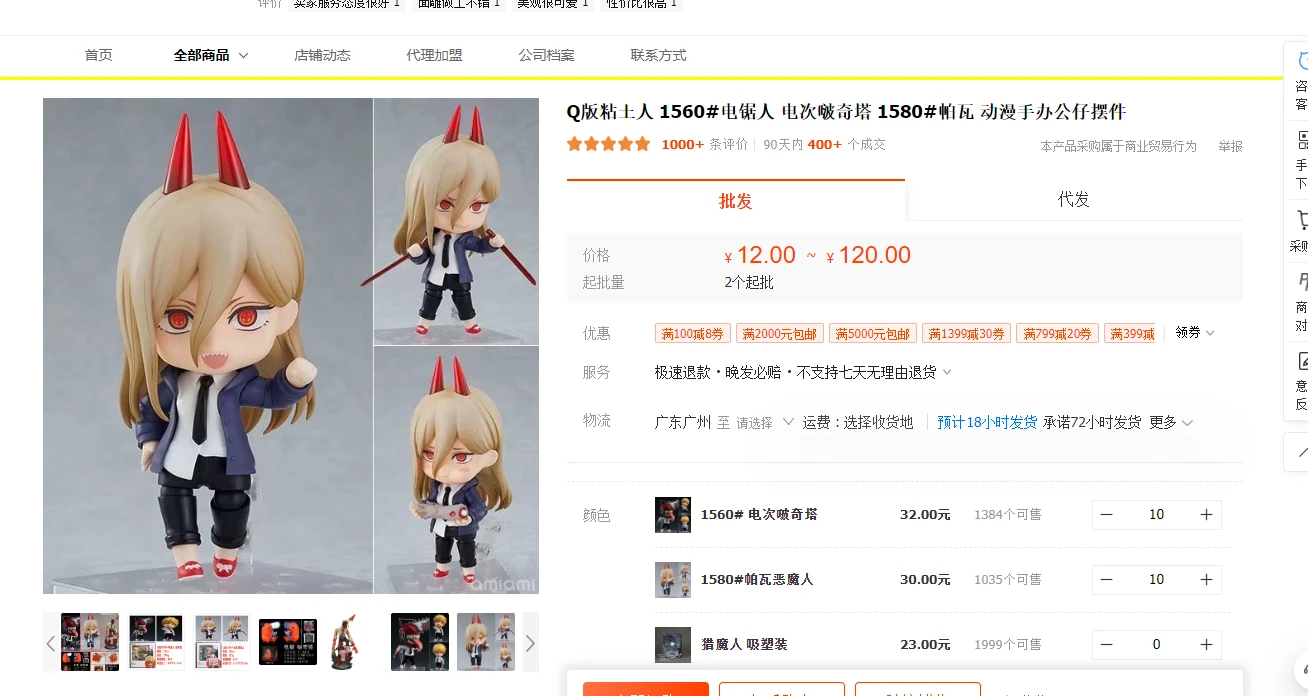 评价 卖家服务态度很好 1 面雕做工不错 1 美观很可爱 1 性价比很高 1
首页 全部商品 店铺动态 代理加盟 公司档案 联系方式
Q版粘土人 1560#电锯人 电次啵奇塔 1580#帕瓦 动漫手办公仔摆件
1000+ 条评价 90天内 400+ 个成交 本产品采购属于商业贸易行为 举报
批发 代发
价格 ¥ 12.00 ~ ¥ 120.00
起批量 2个起批
优惠 满100减8券 满2000元包邮 满5000元包邮 满1399减30券 满799减20券 满399减 领券
服务 极速退款·晚发必赔·不支持七天无理由退货
物流 广东广州 至 请选择 运费：选择收货地 预计18小时发货 承诺72小时发货 更多
颜色 1560# 电次啵奇塔 32.00元 1384个可售 － 10 ＋
1580#帕瓦恶魔人 30.00元 1035个可售 － 10 ＋
猎魔人 吸塑装 23.00元 1999个可售 － 0 ＋
amiami
咨
客
手
下
采购
商
对
意
反